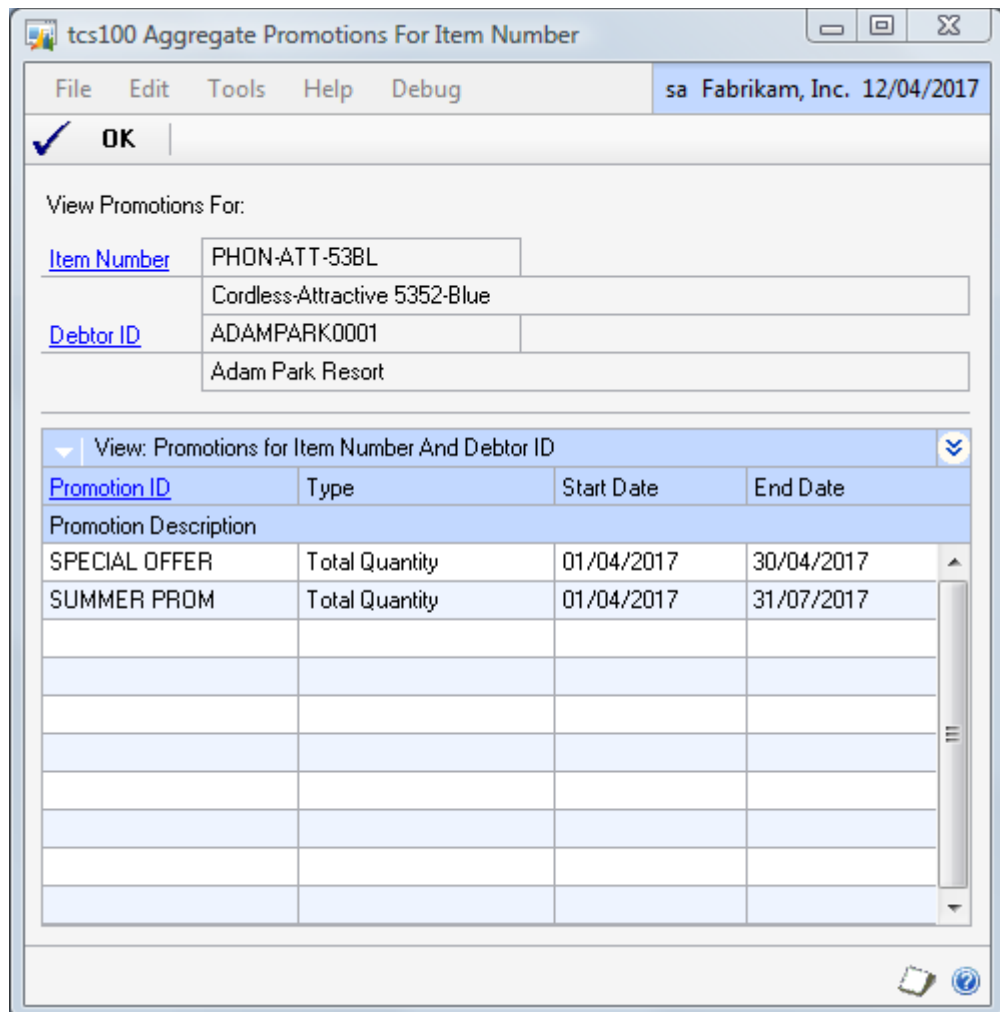 tcs100 Aggregate Promotions For Item Number
File Edit Tools Help Debug sa Fabrikam, Inc. 12/04/2017
OK
View Promotions For:
Item Number PHON-ATT-53BL
Cordless-Attractive 5352-Blue
Debtor ID ADAMPARK0001
Adam Park Resort
View: Promotions for Item Number And Debtor ID
Promotion ID Type Start Date End Date
Promotion Description
SPECIAL OFFER Total Quantity 01/04/2017 30/04/2017
SUMMER PROM Total Quantity 01/04/2017 31/07/2017